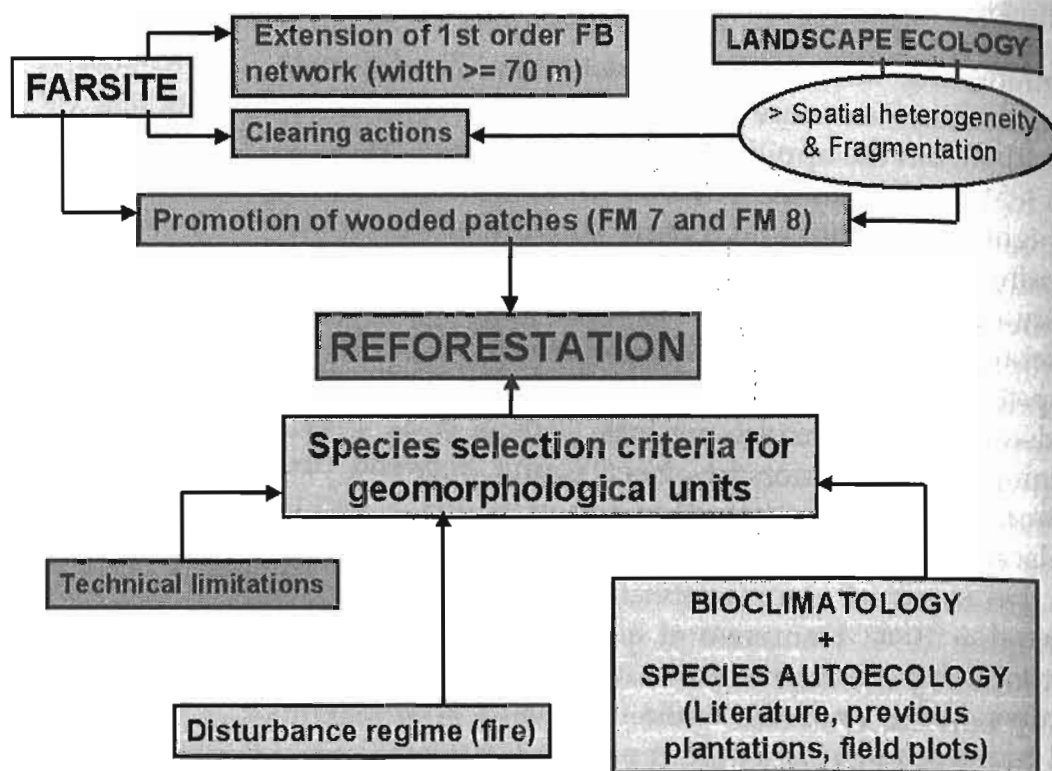 Extension of 1st order FB
network (width >= 70 m)
LANDSCAPE ECOLOGY
FARSITE
> Spatial heterogeneity
& Fragmentation
Clearing actions
Promotion of wooded patches (FM 7 and FM 8)
REFORESTATION
Species selection criteria for
geomorphological units
Technical limitations
BIOCLIMATOLOGY
+
SPECIES AUTOECOLOGY
(Literature, previous
plantations, field plots)
Disturbance regime (fire)